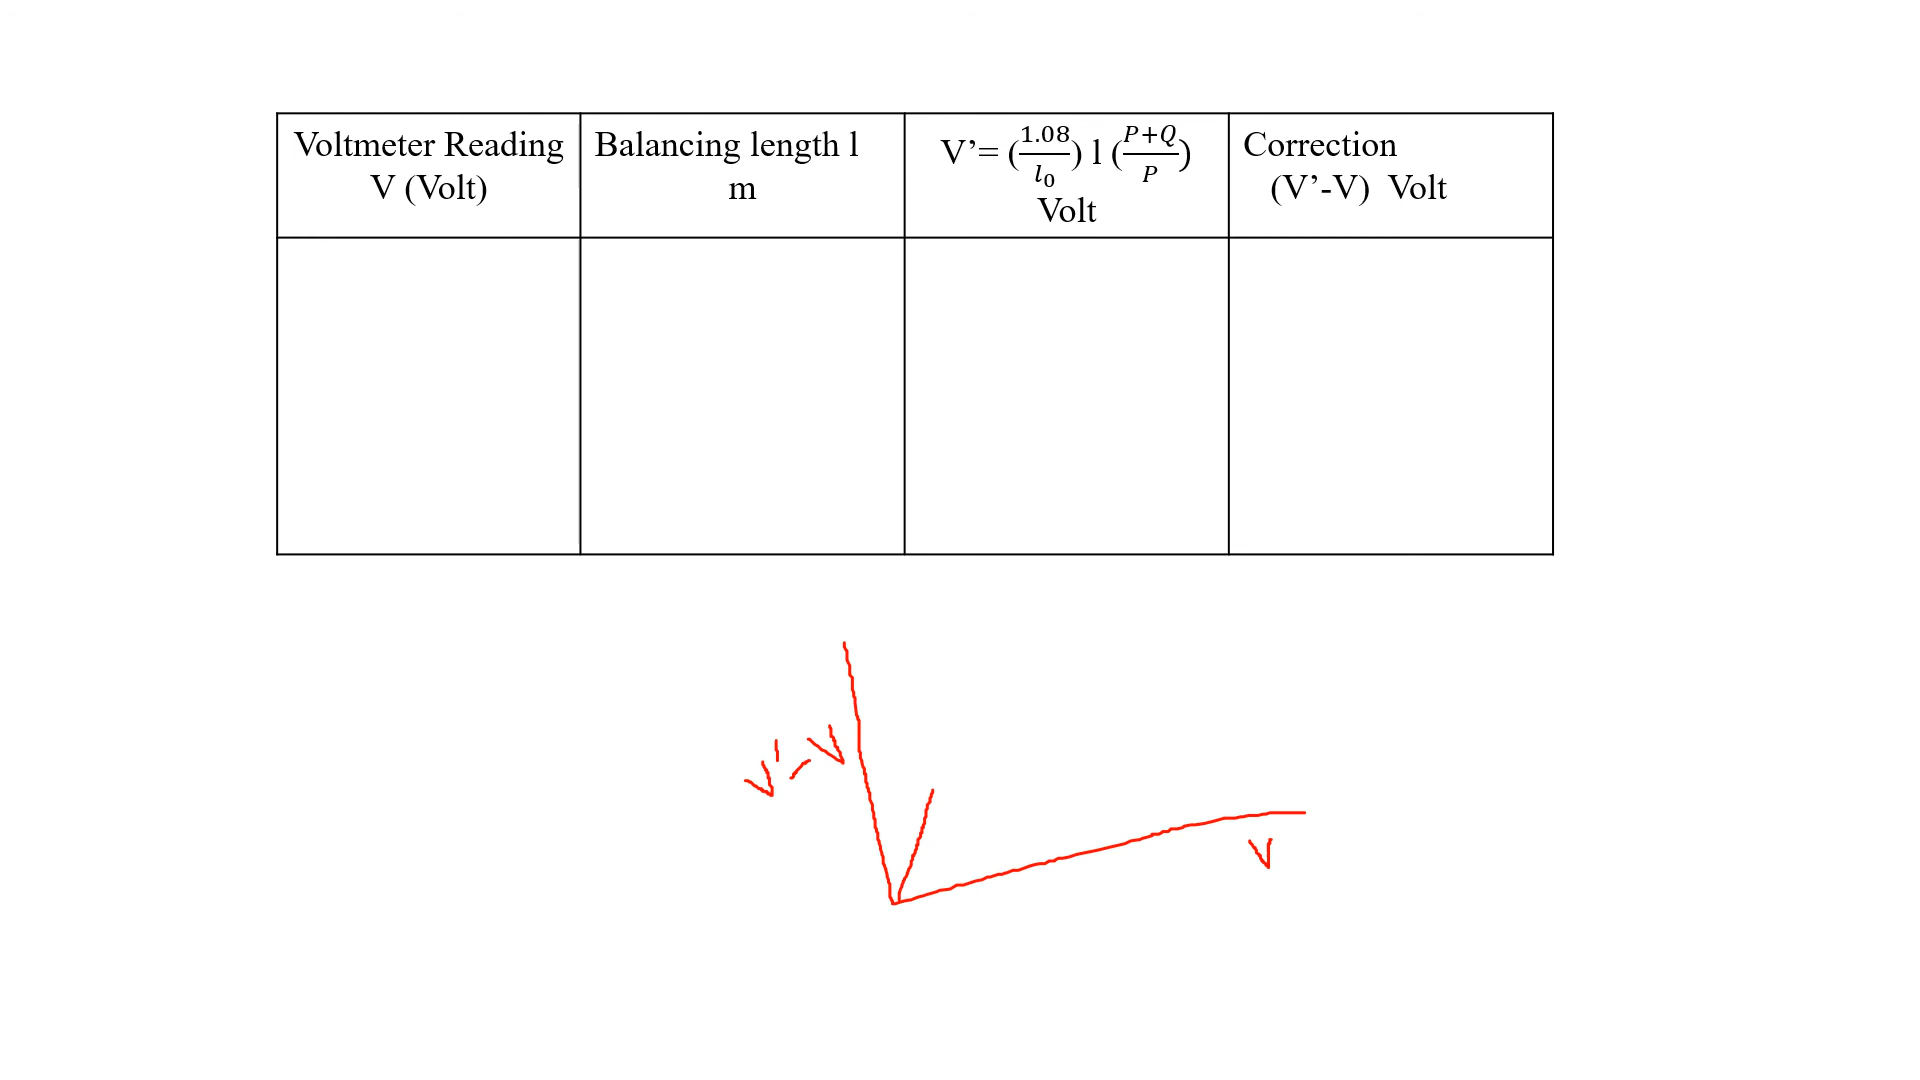 Voltmeter Reading
V (Volt)
Balancing length l
m
V’= (1.08/l₀) l (P+Q/P)
Volt
Correction
(V’-V) Volt
V'-V
V